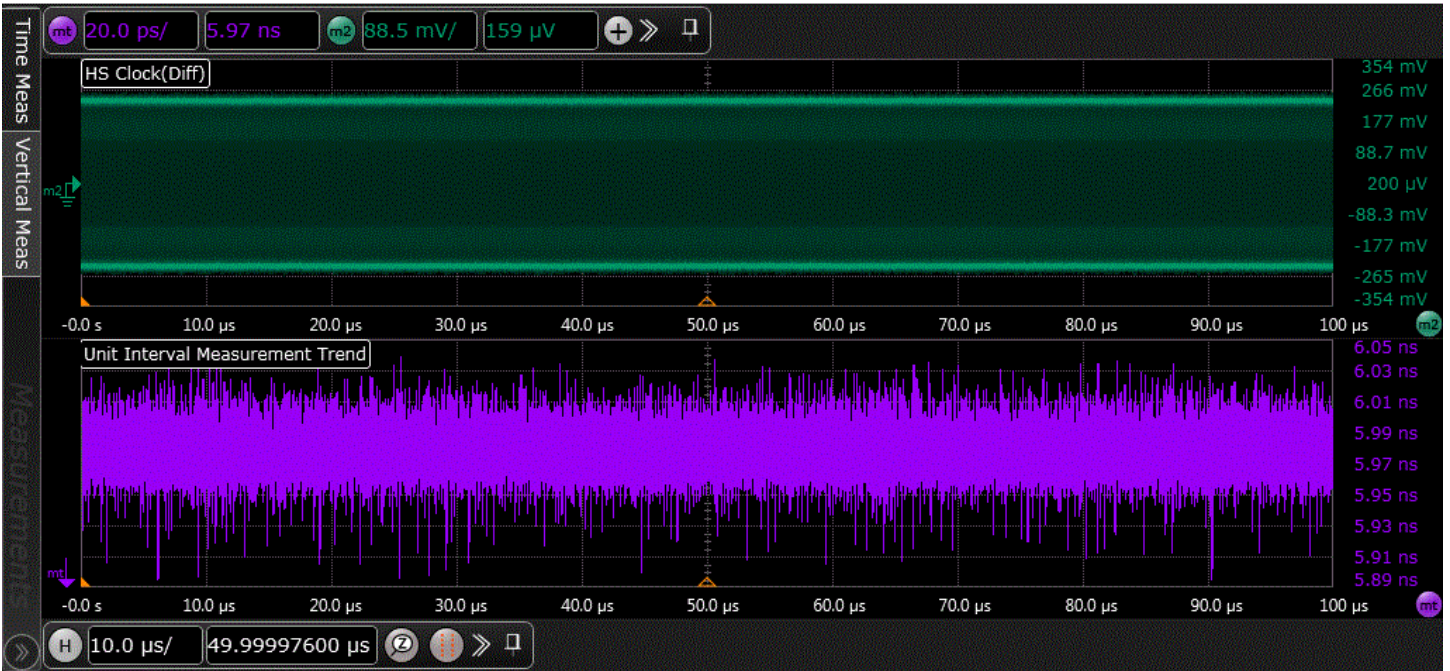 Time Meas
Vertical Meas
Measurements
mt 20.0 ps/ 5.97 ns m2 88.5 mV/ 159 µV
HS Clock(Diff)
354 mV
266 mV
177 mV
88.7 mV
m2
200 µV
-88.3 mV
-177 mV
-265 mV
-354 mV
-0.0 s 10.0 µs 20.0 µs 30.0 µs 40.0 µs 50.0 µs 60.0 µs 70.0 µs 80.0 µs 90.0 µs 100 µs m2
Unit Interval Measurement Trend
6.05 ns
6.03 ns
6.01 ns
5.99 ns
5.97 ns
5.95 ns
5.93 ns
5.91 ns
mt
5.89 ns
-0.0 s 10.0 µs 20.0 µs 30.0 µs 40.0 µs 50.0 µs 60.0 µs 70.0 µs 80.0 µs 90.0 µs 100 µs mt
H 10.0 µs/ 49.99997600 µs Z